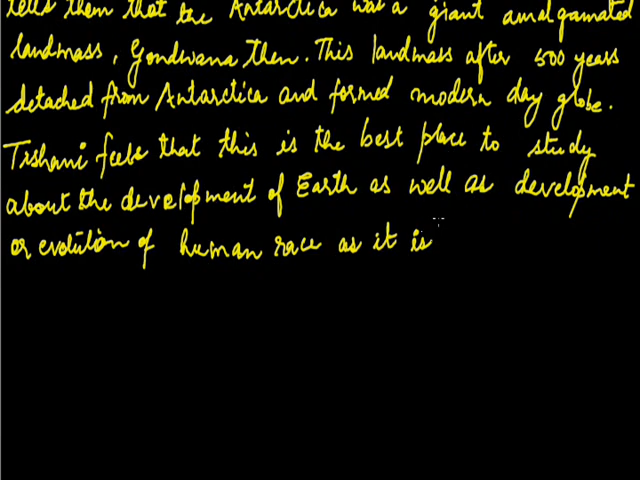 tells them that the Antarctica was a giant amalgamated
landmass, Gondwana then. This landmass after 500 years
detached from Antarctica and formed modern day globe.
Tishani feels that this is the best place to study
about the development of Earth as well as development
or evolution of human race as it is